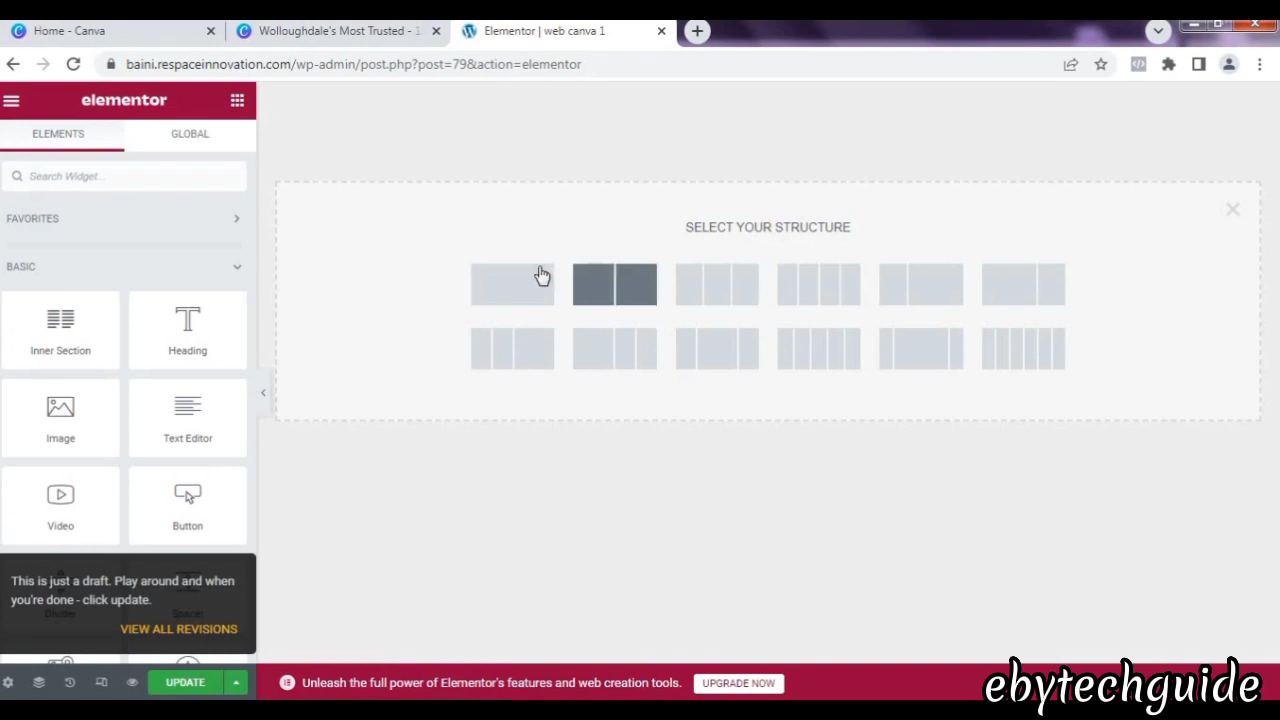 Home - Canva
Wolloughdale's Most Trusted - 1
Elementor | web canva 1
baini.respaceinnovation.com/wp-admin/post.php?post=79&action=elementor
elementor
ELEMENTS
GLOBAL
Search Widget...
FAVORITES
BASIC
Inner Section
Heading
Image
Text Editor
Video
Button
Divider
Spacer
This is just a draft. Play around and when
you're done - click update.
VIEW ALL REVISIONS
UPDATE
SELECT YOUR STRUCTURE
Unleash the full power of Elementor's features and web creation tools.
UPGRADE NOW
ebytechguide